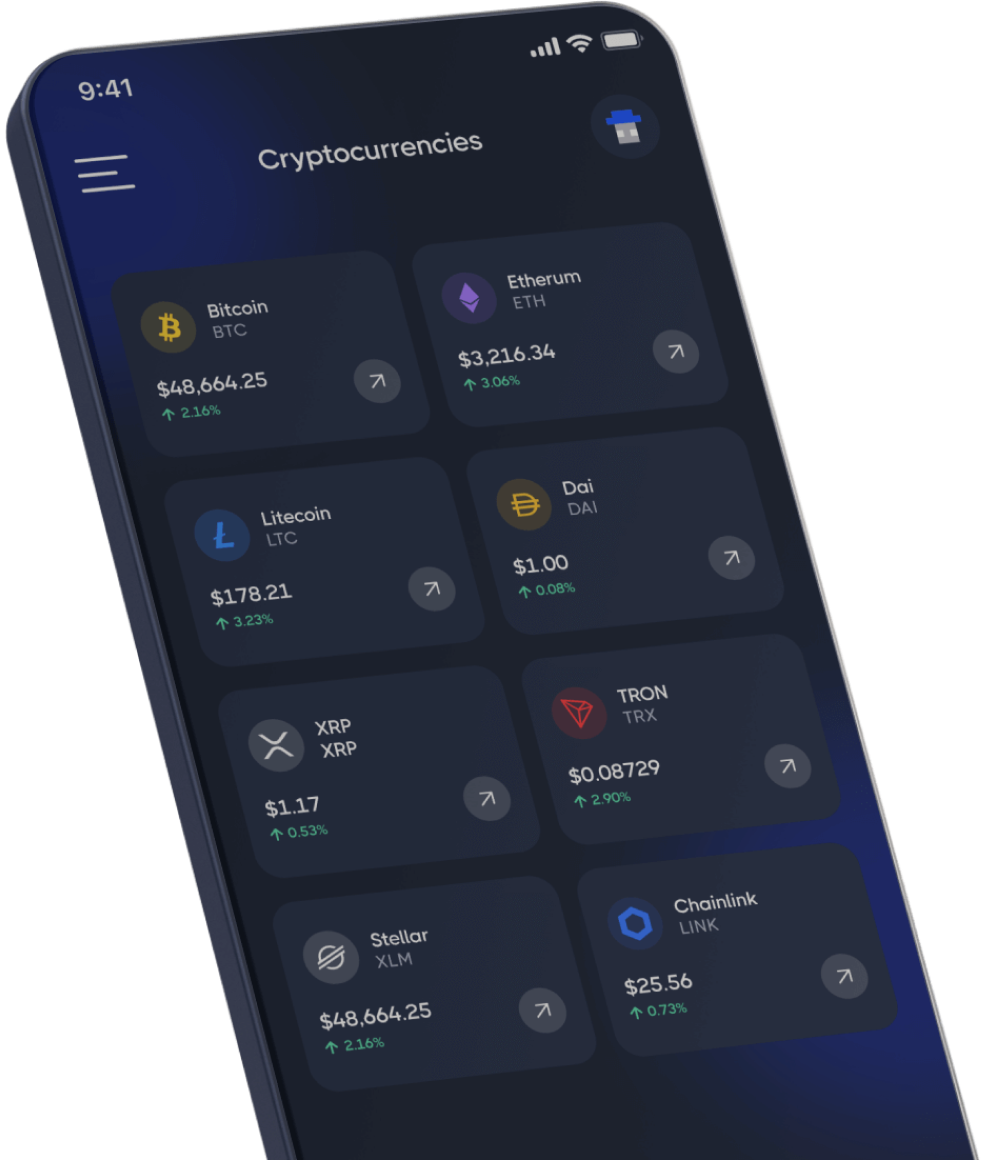 9:41
Cryptocurrencies
Bitcoin
BTC
$48,664.25
2.16%
Etherum
ETH
$3,216.34
3.06%
Litecoin
LTC
$178.21
3.23%
Dai
DAI
$1.00
0.08%
XRP
XRP
$1.17
0.53%
TRON
TRX
$0.08729
2.90%
Stellar
XLM
$48,664.25
2.16%
Chainlink
LINK
$25.56
0.73%